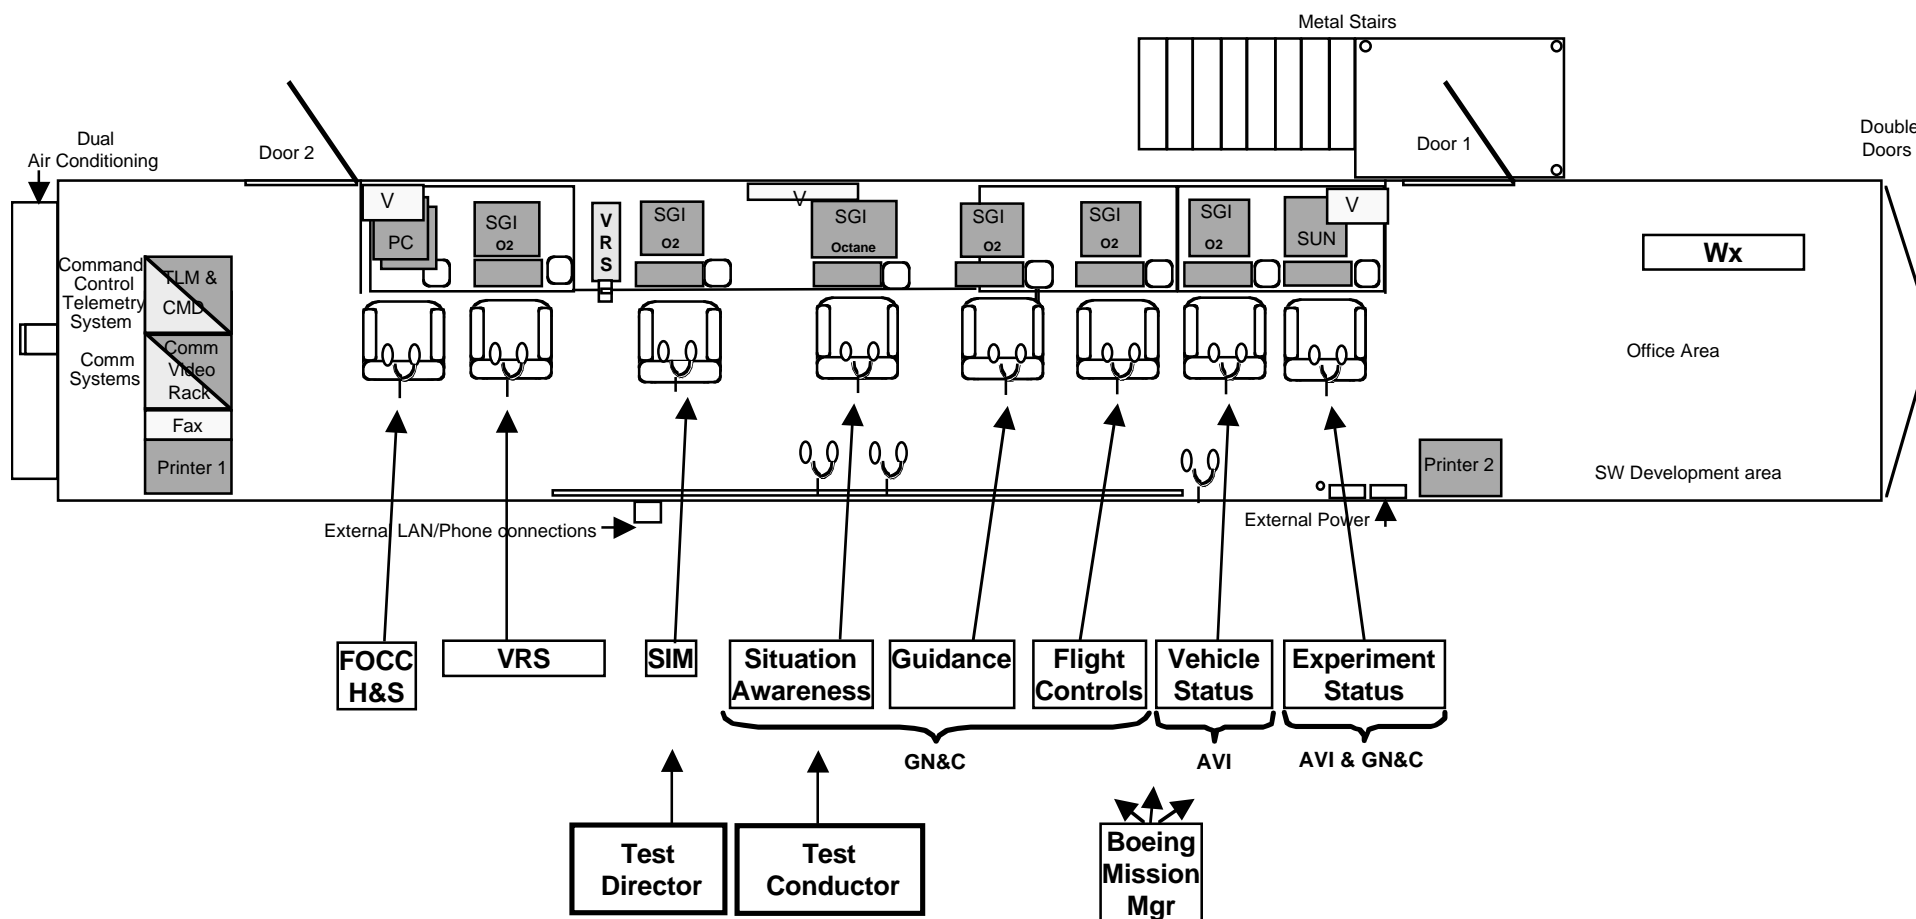 Metal Stairs
Dual
Air Conditioning
Door 2
Door 1
Double
Doors
V
PC
SGI
O2
V
R
S
SGI
O2
V
SGI
Octane
SGI
O2
SGI
O2
SGI
O2
SUN
V
Wx
Command
Control
Telemetry
System
TLM &
CMD
Comm
Systems
Comm
Video
Rack
Fax
Printer 1
Office Area
Printer 2
SW Development area
External LAN/Phone connections
External Power
FOCC
H&S
VRS
SIM
Situation
Awareness
Guidance
Flight
Controls
Vehicle
Status
Experiment
Status
GN&C
AVI
AVI & GN&C
Test
Director
Test
Conductor
Boeing
Mission
Mgr